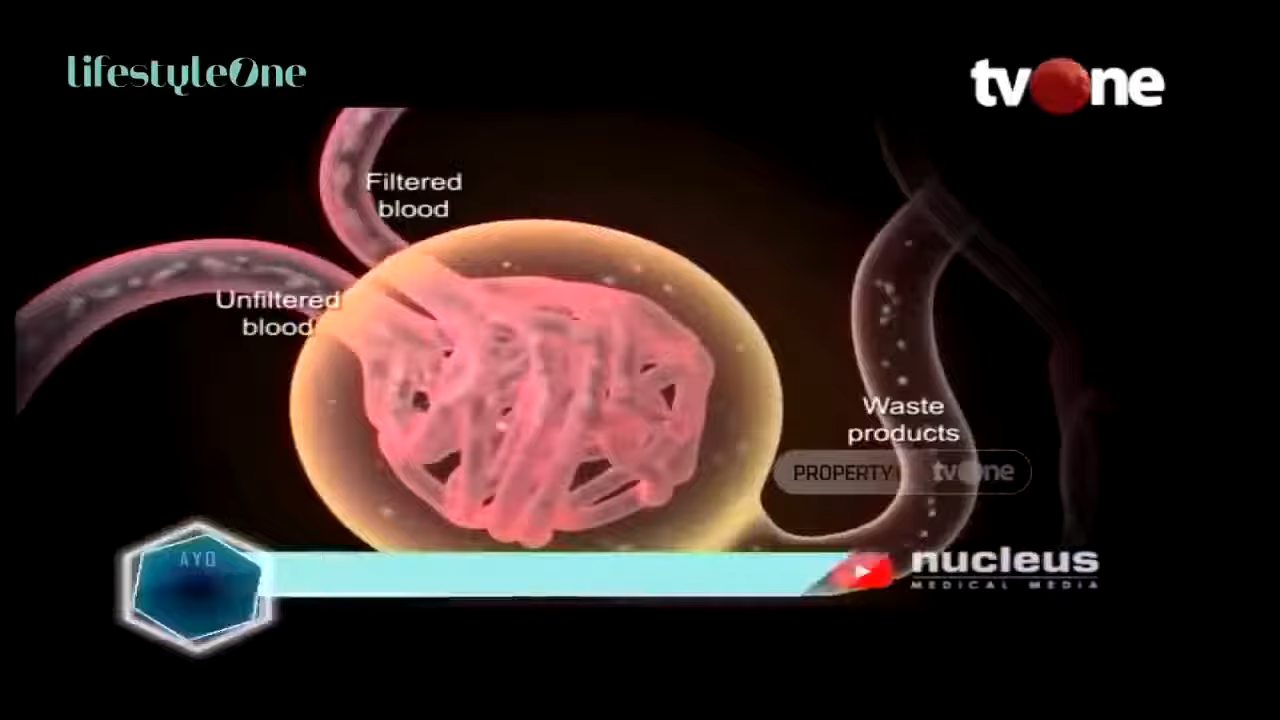 lifestyleOne
tvOne
Filtered
blood
Unfiltered
blood
Waste
products
PROPERTY
tvOne
AYO
nucleus
MEDICAL MEDIA